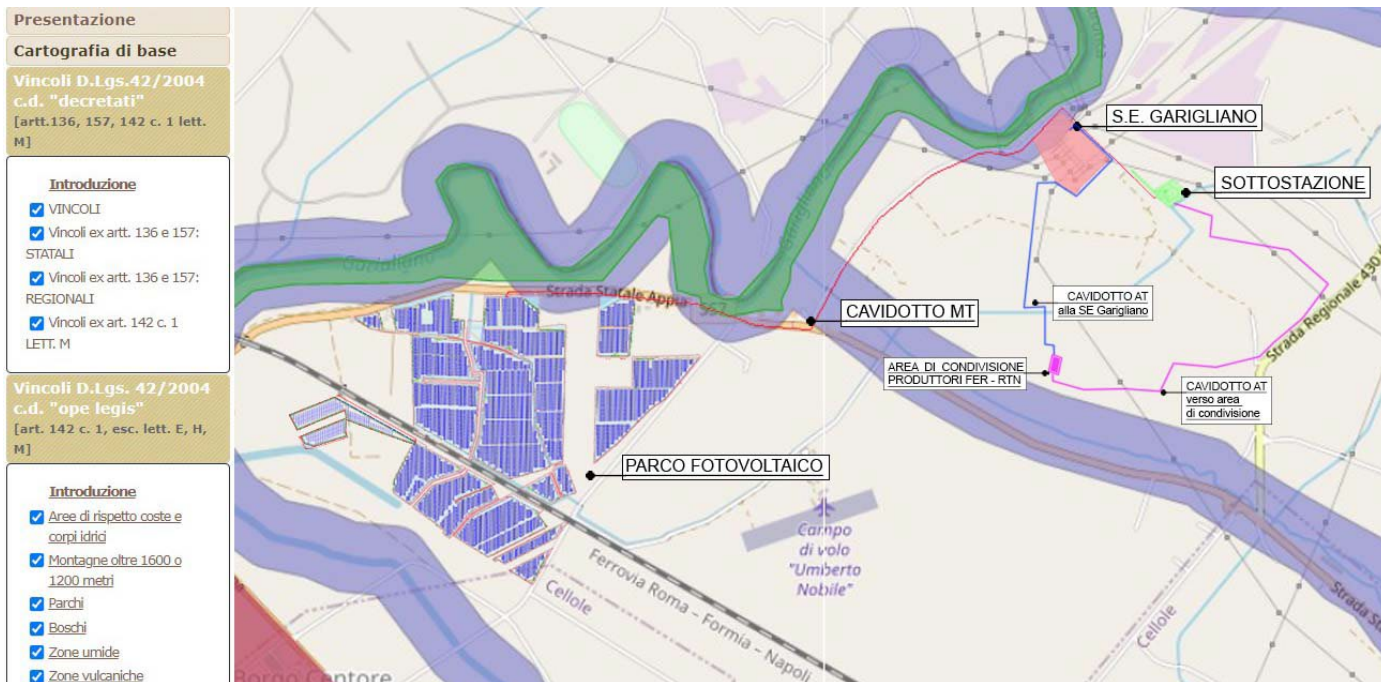 Presentazione
Cartografia di base
Vincoli D.Lgs.42/2004
c.d. "decretati"
[artt.136, 157, 142 c. 1 lett.
M]
Introduzione
VINCOLI
Vincoli ex artt. 136 e 157:
STATALI
Vincoli ex artt. 136 e 157:
REGIONALI
Vincoli ex art. 142 c. 1
LETT. M
Vincoli D.Lgs. 42/2004
c.d. "ope legis"
[art. 142 c. 1, esc. lett. E, H,
M]
Introduzione
Aree di rispetto coste e
corpi idrici
Montagne oltre 1600 o
1200 metri
Parchi
Boschi
Zone umide
Zone vulcaniche
S.E. GARIGLIANO
SOTTOSTAZIONE
Garigliano
Garigliano
Strada Statale Appia
CAVIDOTTO MT
CAVIDOTTO AT
alla SE Garigliano
Strada Regionale 430
AREA DI CONDIVISIONE
PRODUTTORI FER - RTN
CAVIDOTTO AT
verso area
di condivisione
PARCO FOTOVOLTAICO
Campo
di volo
"Umberto
Nobile"
Ferrovia Roma - Formia - Napoli
Cellole
Cellole
Strada
Borgo Centore